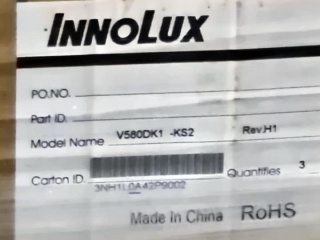 INNOLUX
PO.NO.
Part ID.
Model Name V580DK1 -KS2 Rev.H1
Carton ID. Quantities 3
3NH1L0A42P9002
Made in China RoHS